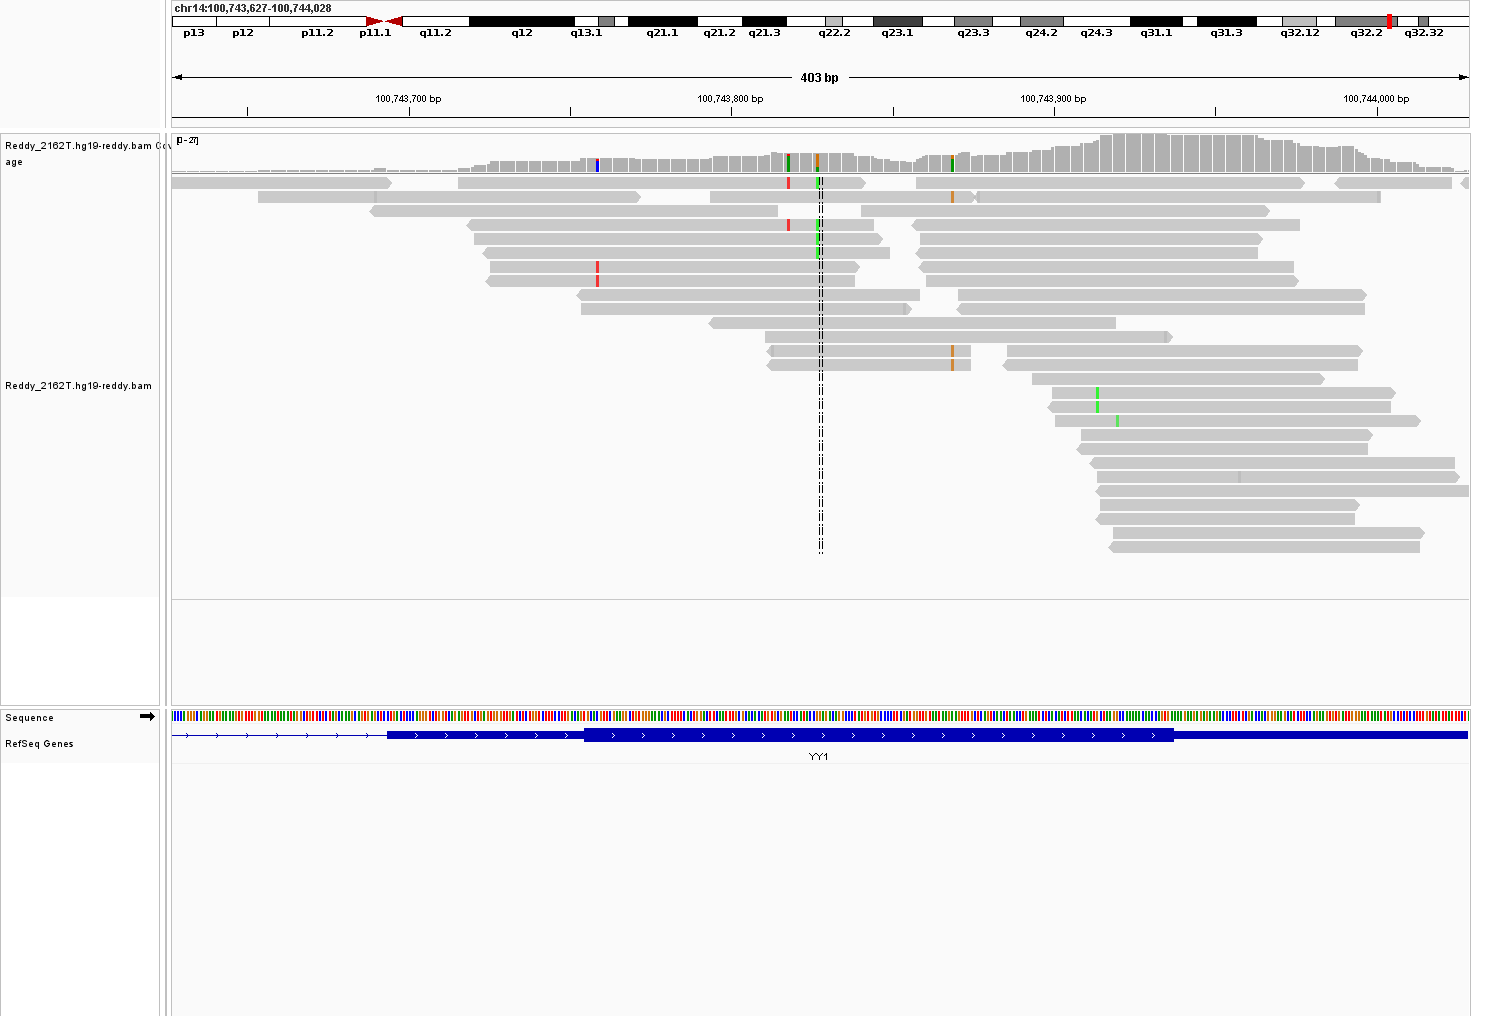 chr14:100,743,627-100,744,028
p13 p12 p11.2 p11.1 q11.2 q12 q13.1 q21.1 q21.2 q21.3 q22.2 q23.1 q23.3 q24.2 q24.3 q31.1 q31.3 q32.12 q32.2 q32.32
403 bp
100,743,700 bp 100,743,800 bp 100,743,900 bp 100,744,000 bp
[0 - 27]
Reddy_2162T.hg19-reddy.bam Cov
age
Reddy_2162T.hg19-reddy.bam
Sequence
RefSeq Genes
YY1